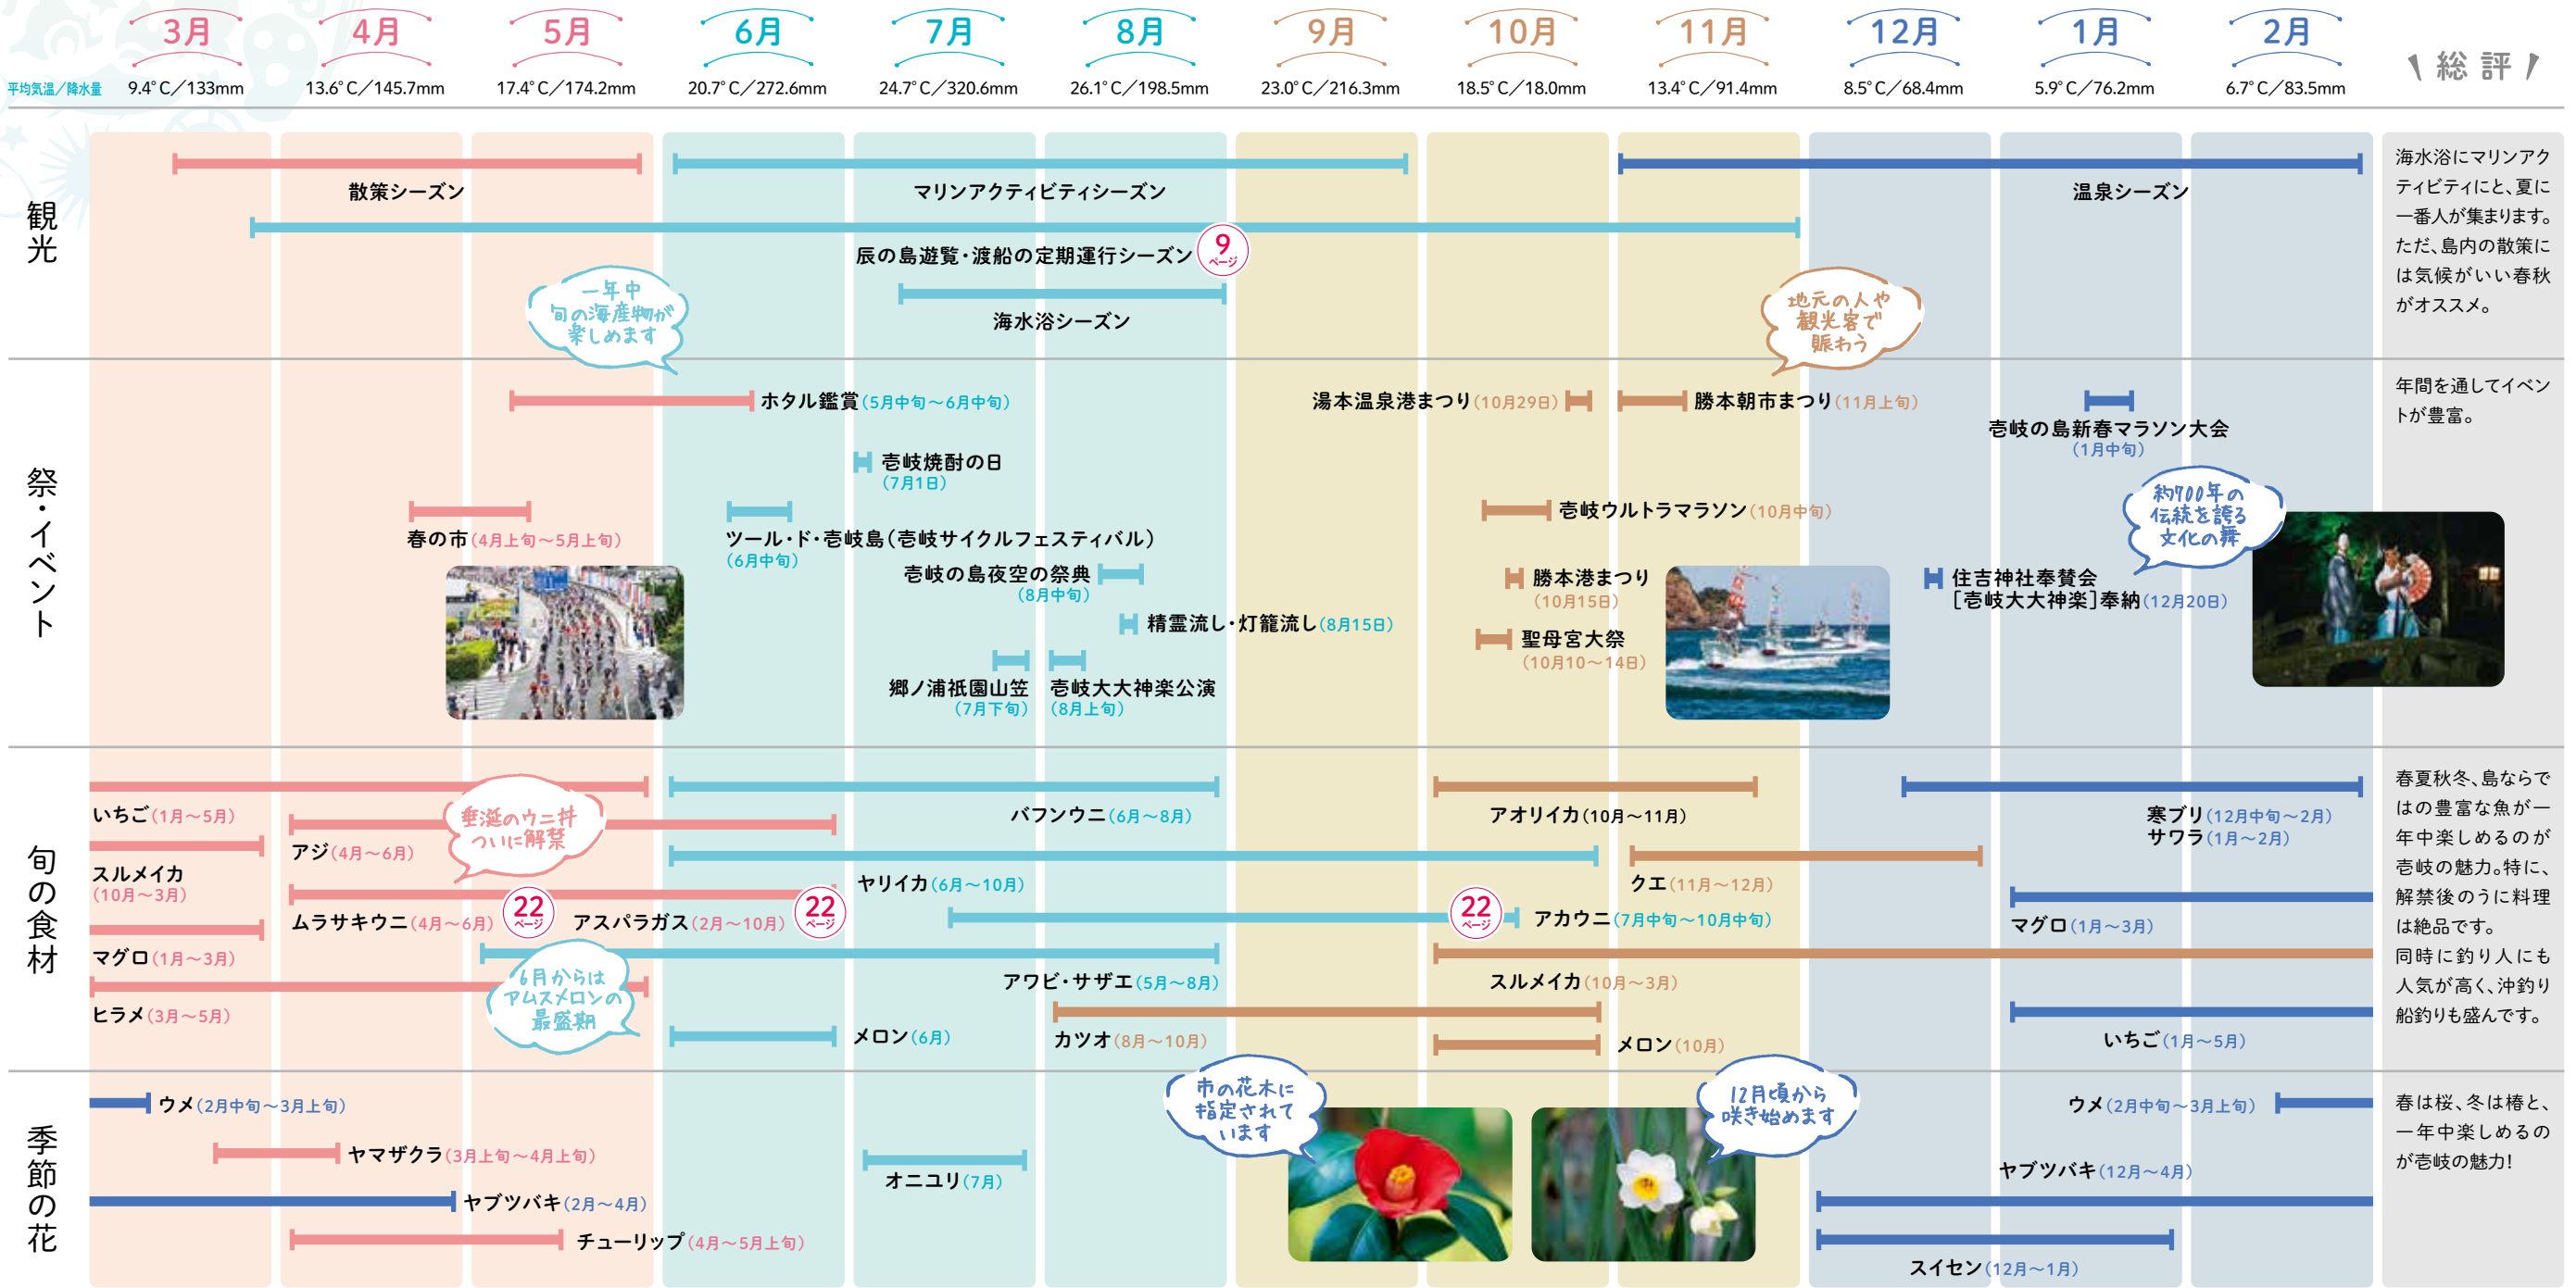 3月 4月 5月 6月 7月 8月 9月 10月 11月 12月 1月 2月 総評
平均気温／降水量 9.4°C／133mm 13.6°C／145.7mm 17.4°C／174.2mm 20.7°C／272.6mm 24.7°C／320.6mm 26.1°C／198.5mm 23.0°C／216.3mm 18.5°C／18.0mm 13.4°C／91.4mm 8.5°C／68.4mm 5.9°C／76.2mm 6.7°C／83.5mm
観光
散策シーズン
マリンアクティビティシーズン
温泉シーズン
辰の島遊覧・渡船の定期運行シーズン
9
ページ
海水浴シーズン
一年中
旬の海産物が
楽しめます
地元の人や
観光客で
賑わう
海水浴にマリンアク
ティビティにと、夏に
一番人が集まります。
ただ、島内の散策に
は気候がいい春秋
がオススメ。
祭・イベント
ホタル鑑賞（5月中旬〜6月中旬）
湯本温泉港まつり（10月29日）
勝本朝市まつり（11月上旬）
壱岐の島新春マラソン大会
（1月中旬）
壱岐焼酎の日
（7月1日）
春の市（4月上旬〜5月上旬）
ツール・ド・壱岐島（壱岐サイクルフェスティバル）
（6月中旬）
壱岐ウルトラマラソン（10月中旬）
約700年の
伝統を誇る
文化の舞
壱岐の島夜空の祭典
（8月中旬）
勝本港まつり
（10月15日）
住吉神社奉賛会
［壱岐大大神楽］奉納（12月20日）
精霊流し・灯籠流し（8月15日）
聖母宮大祭
（10月10〜14日）
郷ノ浦祇園山笠
（7月下旬）
壱岐大大神楽公演
（8月上旬）
年間を通してイベン
トが豊富。
旬の食材
いちご（1月〜5月）
アジ（4月〜6月）
垂涎のウニ丼
ついに解禁
バフンウニ（6月〜8月）
アオリイカ（10月〜11月）
寒ブリ（12月中旬〜2月）
サワラ（1月〜2月）
スルメイカ
（10月〜3月）
ヤリイカ（6月〜10月）
クエ（11月〜12月）
ムラサキウニ（4月〜6月）
22
ページ
アスパラガス（2月〜10月）
22
ページ
22
ページ
アカウニ（7月中旬〜10月中旬）
マグロ（1月〜3月）
マグロ（1月〜3月）
アワビ・サザエ（5月〜8月）
スルメイカ（10月〜3月）
ヒラメ（3月〜5月）
6月からは
アムスメロンの
最盛期
メロン（6月）
カツオ（8月〜10月）
メロン（10月）
いちご（1月〜5月）
春夏秋冬、島ならで
はの豊富な魚が一
年中楽しめるのが
壱岐の魅力。特に、
解禁後のうに料理
は絶品です。
同時に釣り人にも
人気が高く、沖釣り
船釣りも盛んです。
季節の花
ウメ（2月中旬〜3月上旬）
ヤマザクラ（3月上旬〜4月上旬）
ヤブツバキ（2月〜4月）
チューリップ（4月〜5月上旬）
オニユリ（7月）
市の花木に
指定されて
います
12月頃から
咲き始めます
ウメ（2月中旬〜3月上旬）
ヤブツバキ（12月〜4月）
スイセン（12月〜1月）
春は桜、冬は椿と、
一年中楽しめるの
が壱岐の魅力！